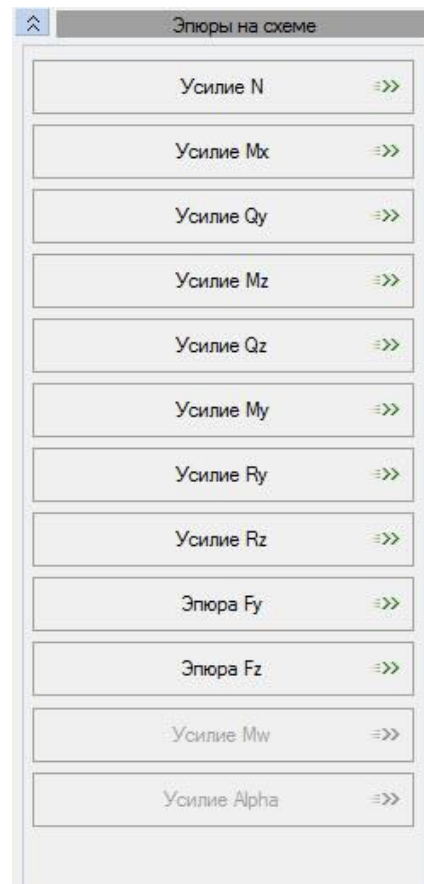 Эпюры на схеме
Усилие N
Усилие Mx
Усилие Qy
Усилие Mz
Усилие Qz
Усилие My
Усилие Ry
Усилие Rz
Эпюра Fy
Эпюра Fz
Усилие Mw
Усилие Alpha